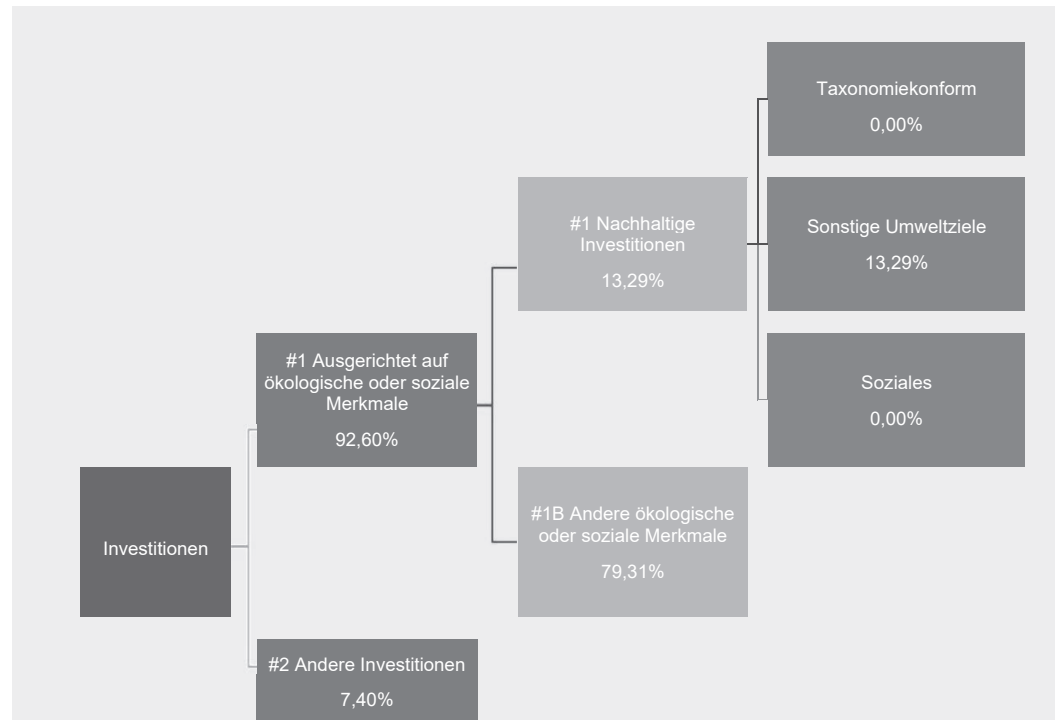 Taxonomiekonform
0,00%
#1 Nachhaltige
Investitionen
13,29%
Sonstige Umweltziele
13,29%
#1 Ausgerichtet auf
ökologische oder soziale
Merkmale
92,60%
Soziales
0,00%
Investitionen
#1B Andere ökologische
oder soziale Merkmale
79,31%
#2 Andere Investitionen
7,40%